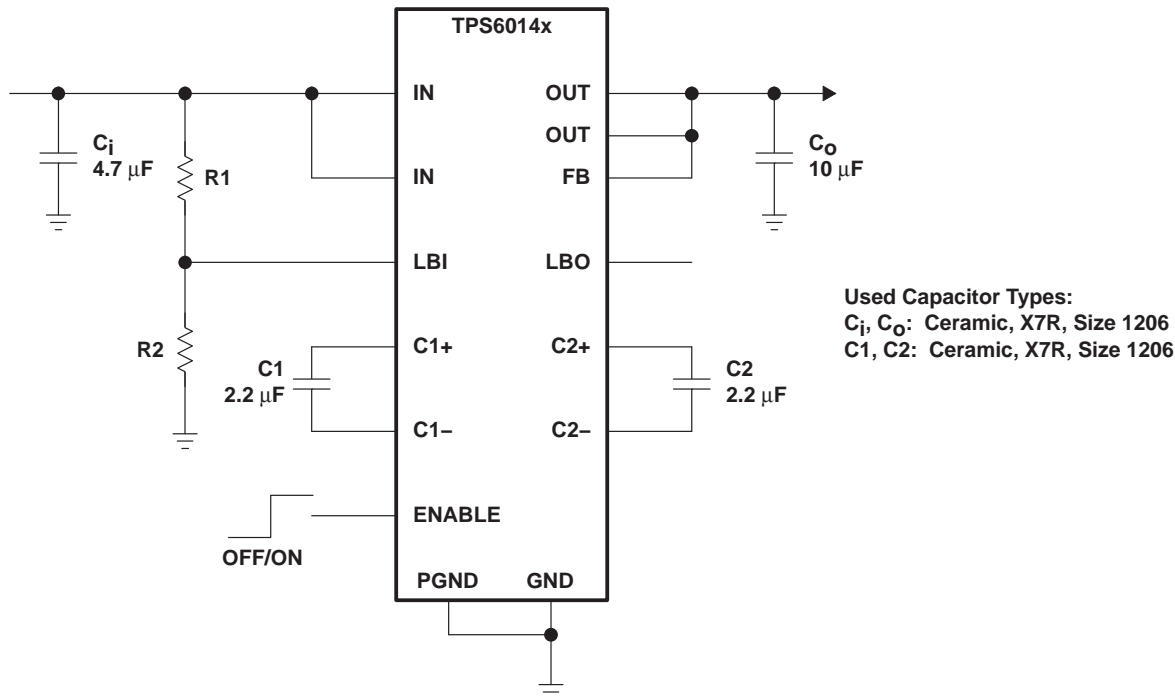 TPS6014x
IN
OUT
Ci
4.7 μF
R1
OUT
Co
10 μF
IN
FB
LBI
LBO
Used Capacitor Types:
Ci, Co: Ceramic, X7R, Size 1206
C1, C2: Ceramic, X7R, Size 1206
R2
C1
2.2 μF
C1+
C2+
C2
2.2 μF
C1–
C2–
ENABLE
OFF/ON
PGND
GND